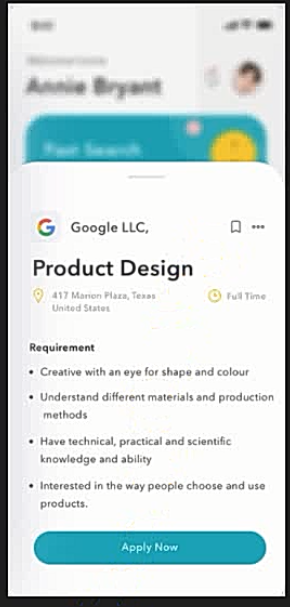 Annie Bryant
Fast Search
Google LLC,
Product Design
417 Marion Plaza, Texas
United States
Full Time
Requirement
• Creative with an eye for shape and colour
• Understand different materials and production
methods
• Have technical, practical and scientific
knowledge and ability
• Interested in the way people choose and use
products.
Apply Now